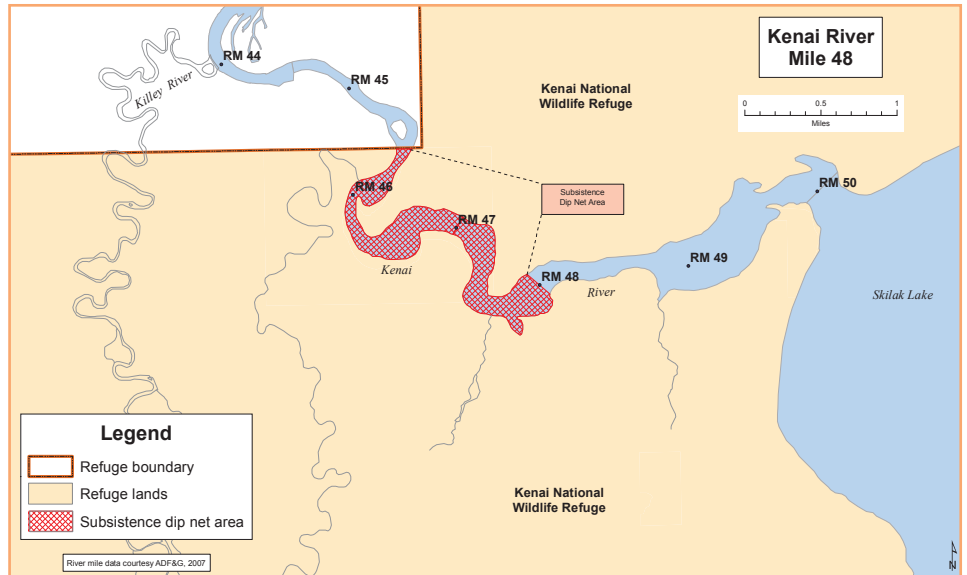 Kenai River
Mile 48
0
0.5
1
Miles
RM 44
RM 45
Killey River
Kenai National
Wildlife Refuge
RM 46
Subsistence
Dip Net Area
RM 50
RM 47
Kenai
RM 49
RM 48
River
Skilak Lake
Legend
Refuge boundary
Refuge lands
Subsistence dip net area
Kenai National
Wildlife Refuge
River mile data courtesy ADF&G, 2007
N